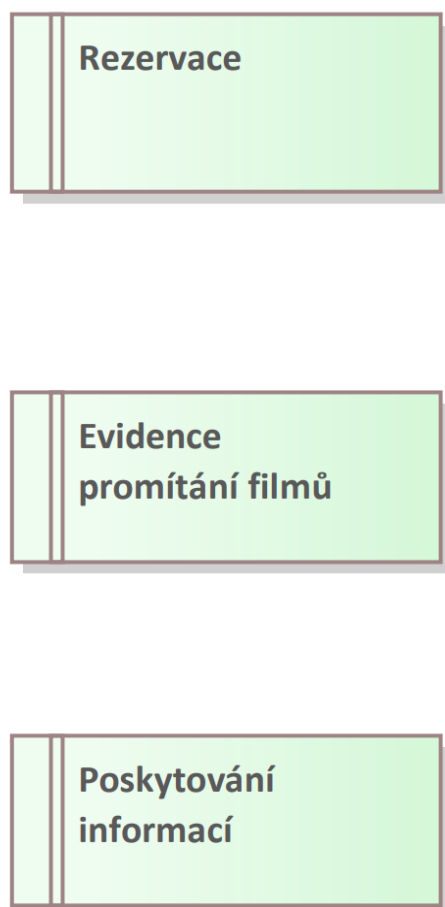 Rezervace
Evidence
promítání filmů
Poskytování
informací